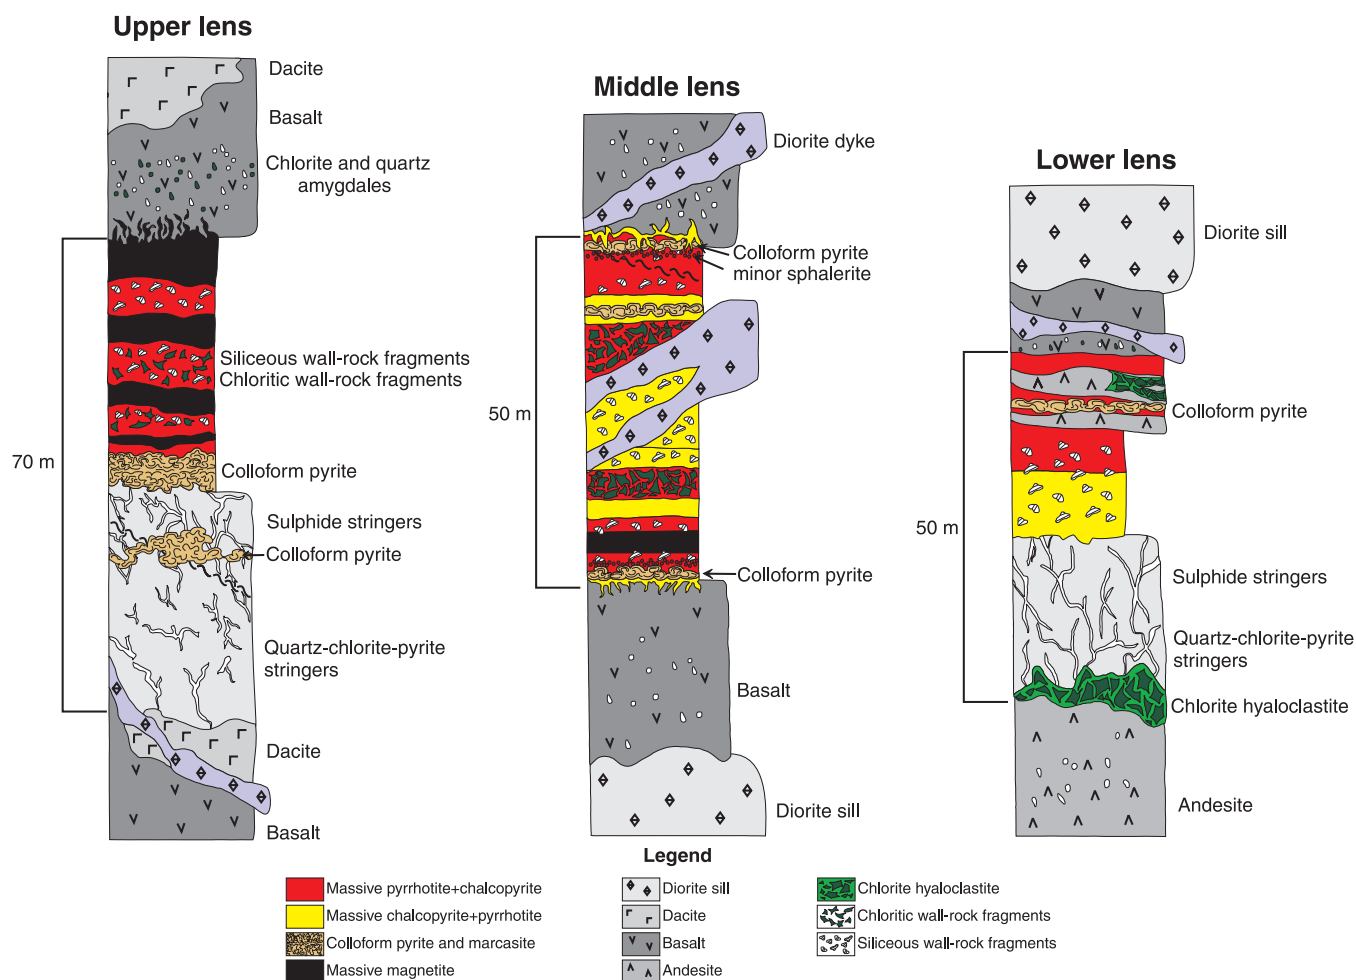 Upper lens
Dacite
Basalt
Chlorite and quartz
amygdales
70 m
Siliceous wall-rock fragments
Chloritic wall-rock fragments
Colloform pyrite
Sulphide stringers
Colloform pyrite
Quartz-chlorite-pyrite
stringers
Dacite
Basalt
Middle lens
Diorite dyke
Colloform pyrite
minor sphalerite
50 m
Colloform pyrite
Basalt
Diorite sill
Lower lens
Diorite sill
Colloform pyrite
50 m
Sulphide stringers
Quartz-chlorite-pyrite
stringers
Chlorite hyaloclastite
Andesite
Legend
Massive pyrrhotite+chalcopyrite
Massive chalcopyrite+pyrrhotite
Colloform pyrite and marcasite
Massive magnetite
Diorite sill
Dacite
Basalt
Andesite
Chlorite hyaloclastite
Chloritic wall-rock fragments
Siliceous wall-rock fragments